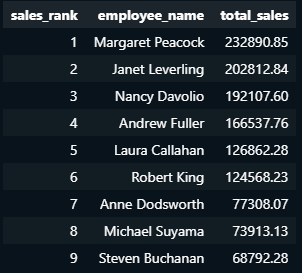 sales_rank employee_name total_sales
1 Margaret Peacock 232890.85
2 Janet Leverling 202812.84
3 Nancy Davolio 192107.60
4 Andrew Fuller 166537.76
5 Laura Callahan 126862.28
6 Robert King 124568.23
7 Anne Dodsworth 77308.07
8 Michael Suyama 73913.13
9 Steven Buchanan 68792.28